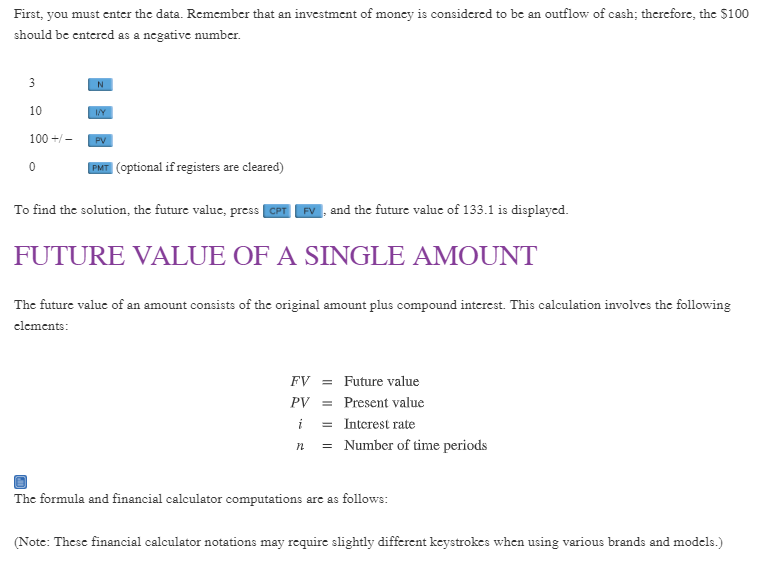 First, you must enter the data. Remember that an investment of money is considered to be an outflow of cash; therefore, the $100
should be entered as a negative number.
3 N
10 I/Y
100 +/− PV
0 PMT (optional if registers are cleared)
To find the solution, the future value, press CPT FV, and the future value of 133.1 is displayed.
FUTURE VALUE OF A SINGLE AMOUNT
The future value of an amount consists of the original amount plus compound interest. This calculation involves the following
elements:
FV = Future value
PV = Present value
i = Interest rate
n = Number of time periods
The formula and financial calculator computations are as follows:
(Note: These financial calculator notations may require slightly different keystrokes when using various brands and models.)